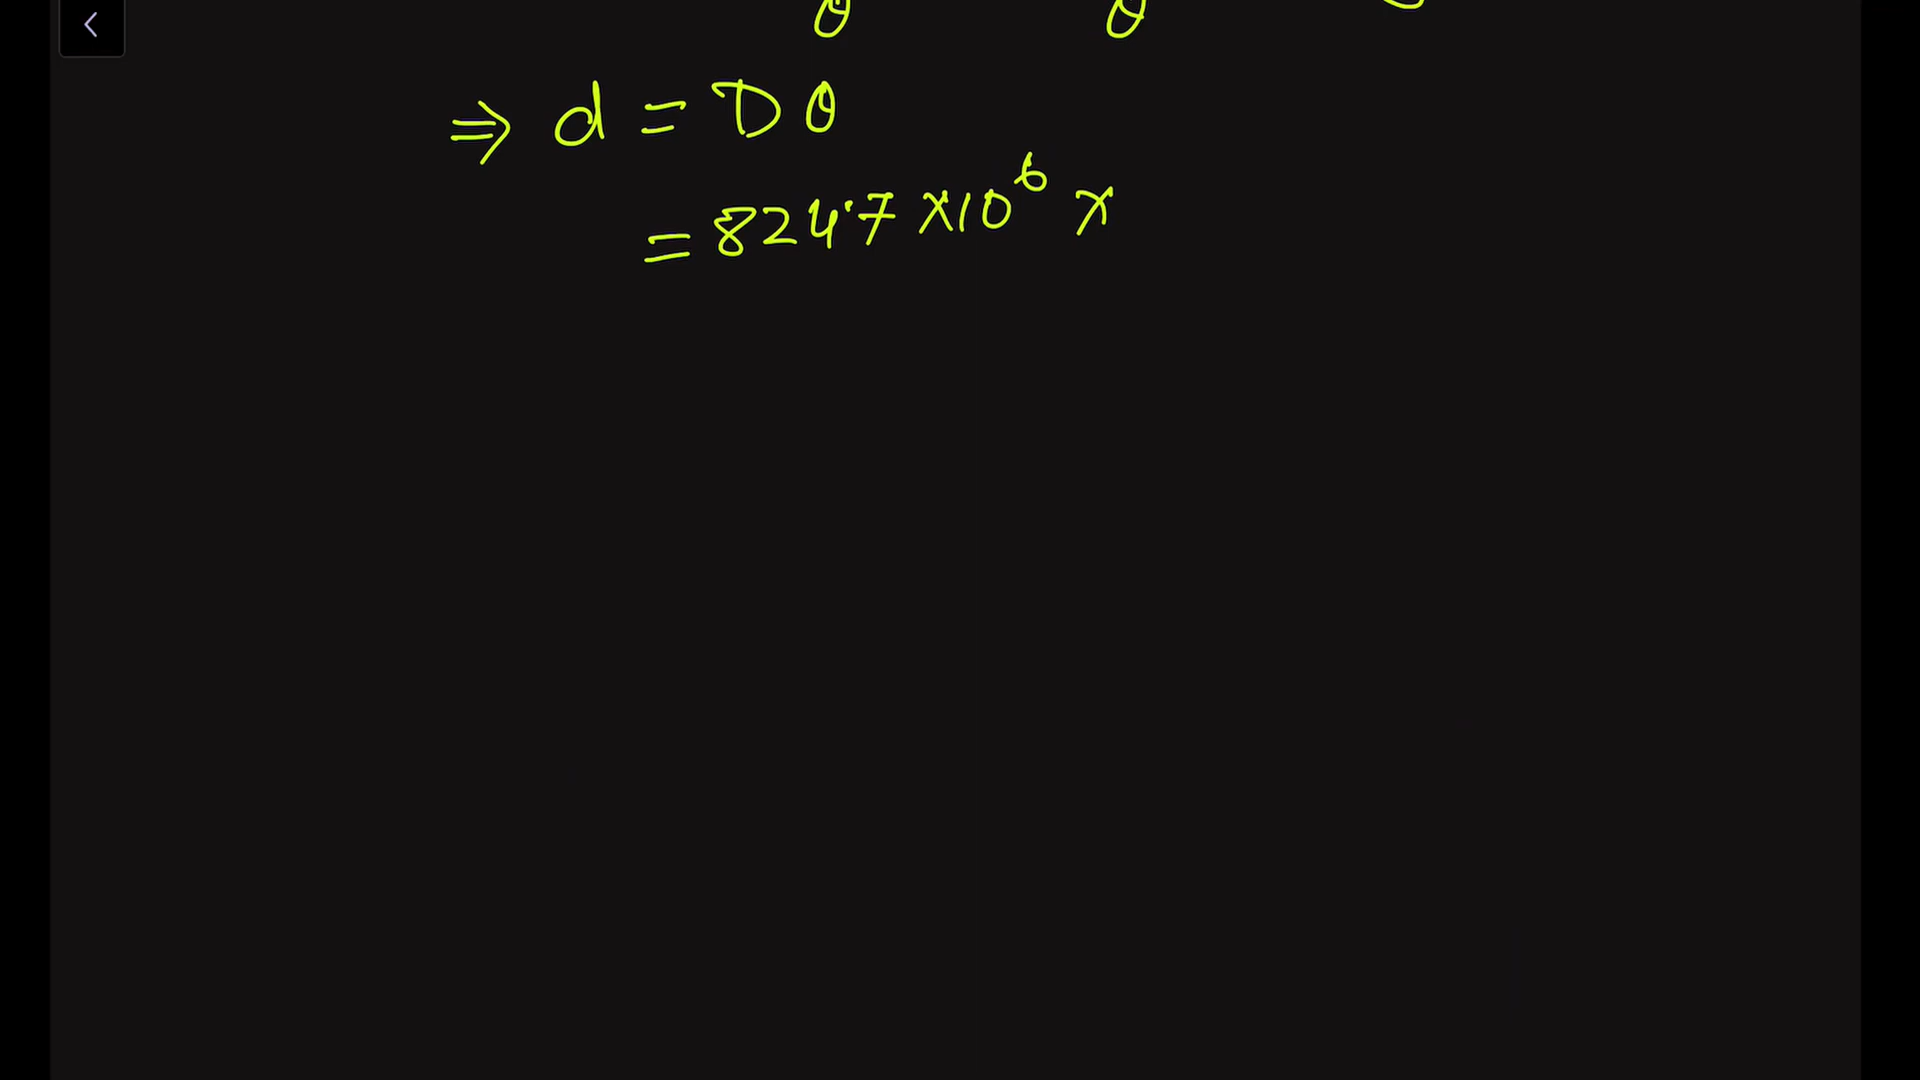 θ θ
⇒ d = D θ
= 824.7 × 10⁶ ×